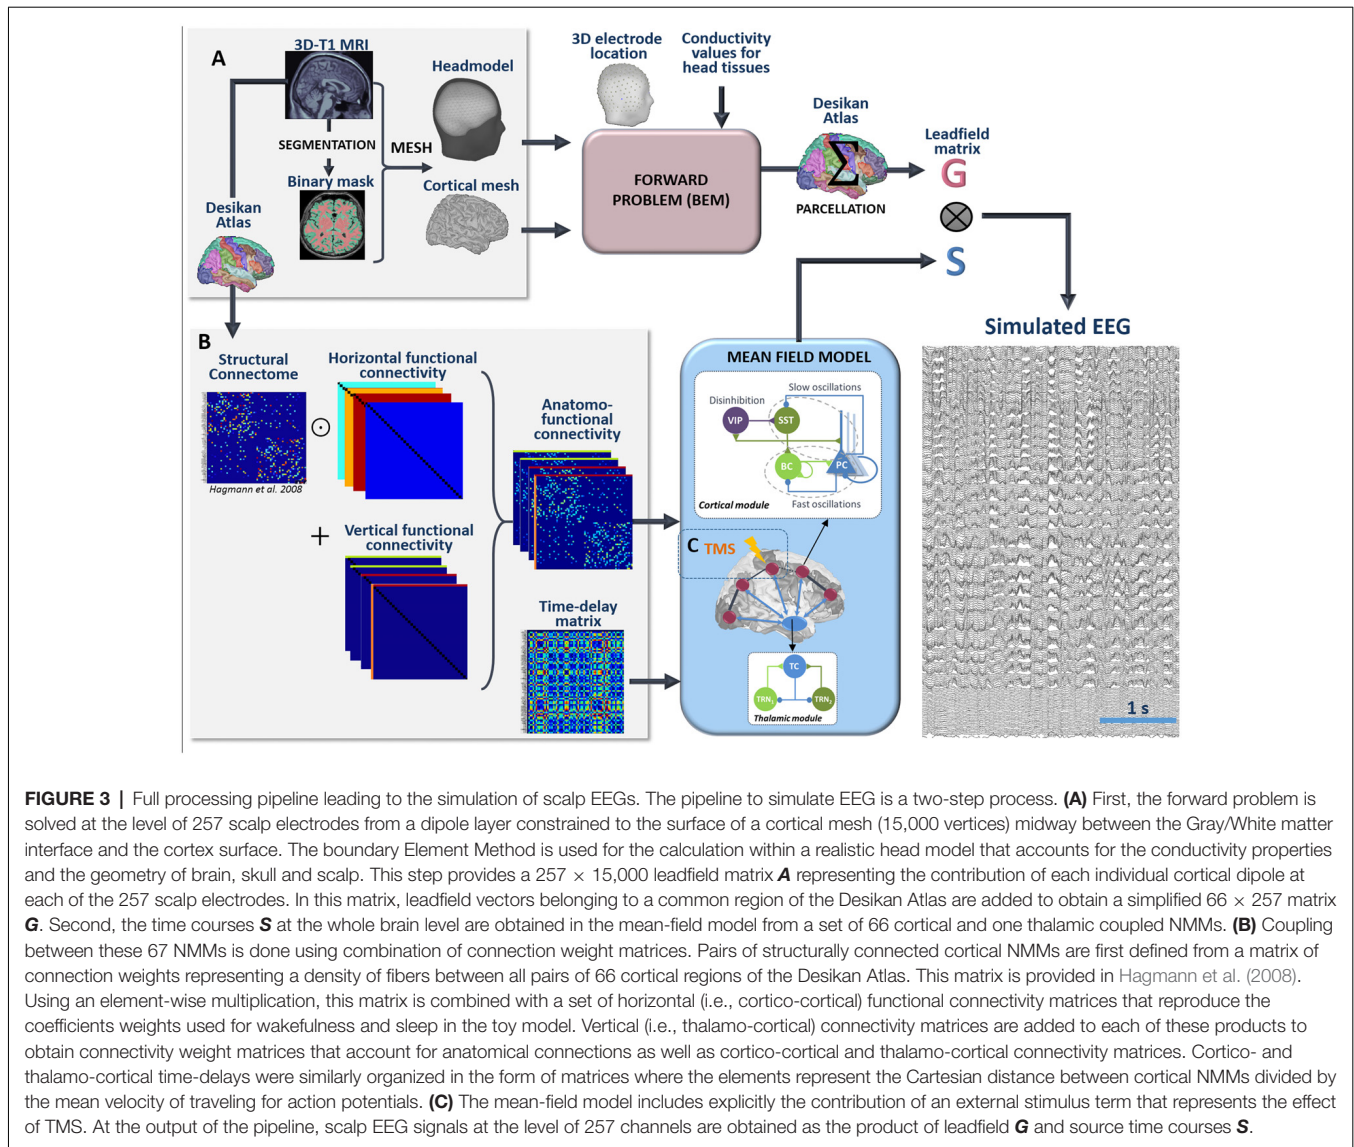 A
3D-T1 MRI
SEGMENTATION
Binary mask
Desikan
Atlas
MESH
Headmodel
Cortical mesh
3D electrode
location
Conductivity
values for
head tissues
FORWARD
PROBLEM (BEM)
Desikan
Atlas
Σ
PARCELLATION
Leadfield
matrix
G
⊗
S
Simulated EEG
1 s
B
Structural
Connectome
Hagmann et al. 2008
⊙
Horizontal functional
connectivity
+
Vertical functional
connectivity
Anatomo-
functional
connectivity
Time-delay
matrix
MEAN FIELD MODEL
Slow oscillations
Disinhibition
VIP
SST
BC
PC
Cortical module
Fast oscillations
C TMS
TC
TRN1
TRN2
Thalamic module
FIGURE 3 | Full processing pipeline leading to the simulation of scalp EEGs. The pipeline to simulate EEG is a two-step process. (A) First, the forward problem is
solved at the level of 257 scalp electrodes from a dipole layer constrained to the surface of a cortical mesh (15,000 vertices) midway between the Gray/White matter
interface and the cortex surface. The boundary Element Method is used for the calculation within a realistic head model that accounts for the conductivity properties
and the geometry of brain, skull and scalp. This step provides a 257 × 15,000 leadfield matrix A representing the contribution of each individual cortical dipole at
each of the 257 scalp electrodes. In this matrix, leadfield vectors belonging to a common region of the Desikan Atlas are added to obtain a simplified 66 × 257 matrix
G. Second, the time courses S at the whole brain level are obtained in the mean-field model from a set of 66 cortical and one thalamic coupled NMMs. (B) Coupling
between these 67 NMMs is done using combination of connection weight matrices. Pairs of structurally connected cortical NMMs are first defined from a matrix of
connection weights representing a density of fibers between all pairs of 66 cortical regions of the Desikan Atlas. This matrix is provided in Hagmann et al. (2008).
Using an element-wise multiplication, this matrix is combined with a set of horizontal (i.e., cortico-cortical) functional connectivity matrices that reproduce the
coefficients weights used for wakefulness and sleep in the toy model. Vertical (i.e., thalamo-cortical) connectivity matrices are added to each of these products to
obtain connectivity weight matrices that account for anatomical connections as well as cortico-cortical and thalamo-cortical connectivity matrices. Cortico- and
thalamo-cortical time-delays were similarly organized in the form of matrices where the elements represent the Cartesian distance between cortical NMMs divided by
the mean velocity of traveling for action potentials. (C) The mean-field model includes explicitly the contribution of an external stimulus term that represents the effect
of TMS. At the output of the pipeline, scalp EEG signals at the level of 257 channels are obtained as the product of leadfield G and source time courses S.